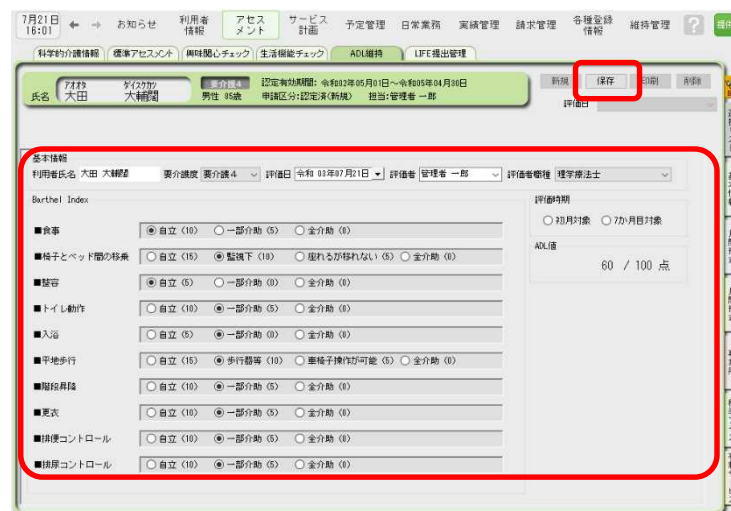 7月21日 16:01 ← → お知らせ 利用者情報 アセスメント サービス計画 予定管理 日常業務 実績管理 請求管理 各種登録情報 維持管理 ?
科学的介護情報 標準アセスメント 興味関心チェック 生活機能チェック ADL維持 LIFE提出管理
氏名 大田 大輔 要介護4 男性 85歳 認定有効期間: 令和02年05月01日~令和05年04月30日 新規 保存 印刷 削除
申請区分:認定済(新規) 担当:管理者 一郎 評価日
基本情報
利用者氏名 大田 大輔 要介護度 要介護4 評価日 令和 03年07月21日 評価者 管理者 一郎 評価者職種 理学療法士
Barthel Index 評価時期
○初月対象 ○7か月目対象
■食事 自立 (10) 一部介助 (5) 全介助 (0)
ADL値
■椅子とベッド間の移乗 自立 (15) 監視下 (10) 座れるが移れない (5) 全介助 (0)
60 / 100 点
■整容 自立 (5) 一部介助 (0) 全介助 (0)
■トイレ動作 自立 (10) 一部介助 (5) 全介助 (0)
■入浴 自立 (5) 一部介助 (0) 全介助 (0)
■平地歩行 自立 (15) 歩行器等 (10) 車椅子操作が可能 (5) 全介助 (0)
■階段昇降 自立 (10) 一部介助 (5) 全介助 (0)
■更衣 自立 (10) 一部介助 (5) 全介助 (0)
■排便コントロール 自立 (10) 一部介助 (5) 全介助 (0)
■排尿コントロール 自立 (10) 一部介助 (5) 全介助 (0)